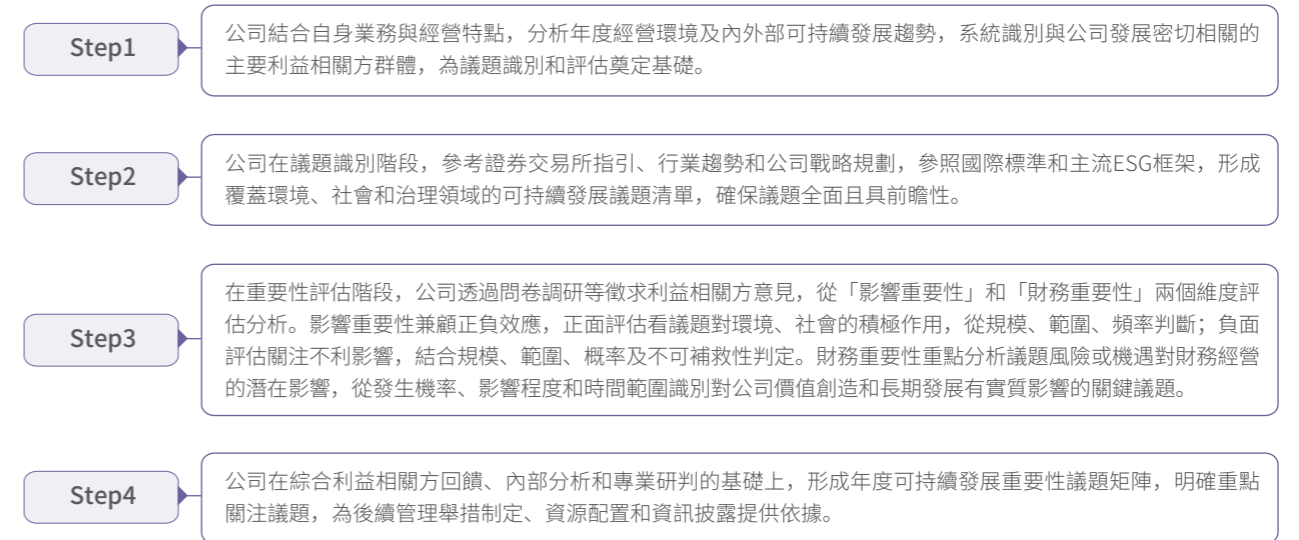 Step1
公司結合自身業務與經營特點，分析年度經營環境及內外部可持續發展趨勢，系統識別與公司發展密切相關的
主要利益相關方群體，為議題識別和評估奠定基礎。
Step2
公司在議題識別階段，參考證券交易所指引、行業趨勢和公司戰略規劃，參照國際標準和主流ESG框架，形成
覆蓋環境、社會和治理領域的可持續發展議題清單，確保議題全面且具前瞻性。
Step3
在重要性評估階段，公司透過問卷調研等徵求利益相關方意見，從「影響重要性」和「財務重要性」兩個維度評
估分析。影響重要性兼顧正負效應，正面評估看議題對環境、社會的積極作用，從規模、範圍、頻率判斷；負面
評估關注不利影響，結合規模、範圍、概率及不可補救性判定。財務重要性重點分析議題風險或機遇對財務經營
的潛在影響，從發生機率、影響程度和時間範圍識別對公司價值創造和長期發展有實質影響的關鍵議題。
Step4
公司在綜合利益相關方回饋、內部分析和專業研判的基礎上，形成年度可持續發展重要性議題矩陣，明確重點
關注議題，為後續管理舉措制定、資源配置和資訊披露提供依據。